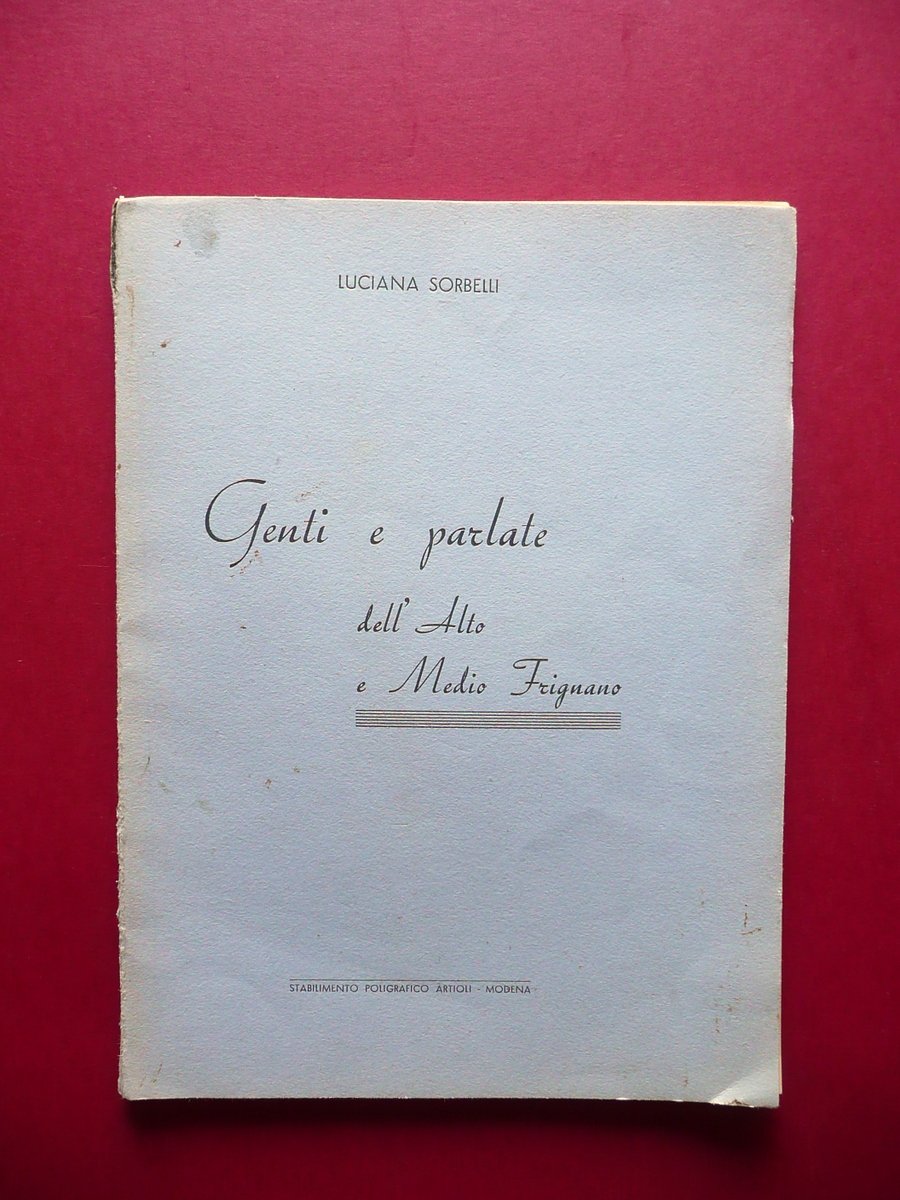 LUCIANA SORBELLI
Genti e parlate
dell'Alto
e Medio Frignano
STABILIMENTO POLIGRAFICO ARTIOLI - MODENA